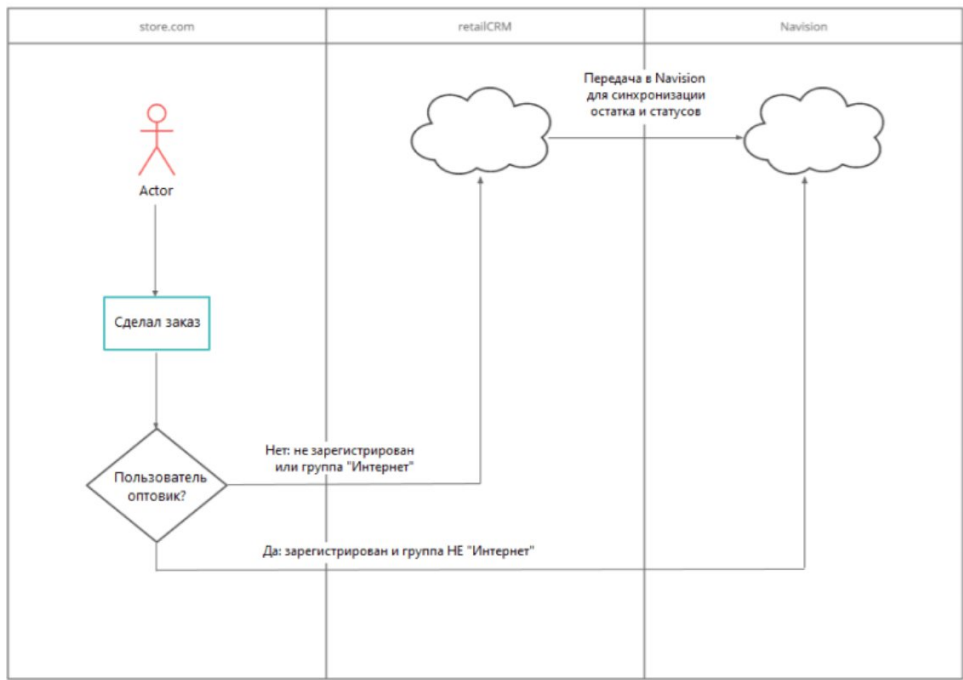 store.com
retailCRM
Navision
Передача в Navision
для синхронизации
остатка и статусов
Actor
Сделал заказ
Нет: не зарегистрирован
или группа "Интернет"
Пользователь
оптовик?
Да: зарегистрирован и группа НЕ "Интернет"